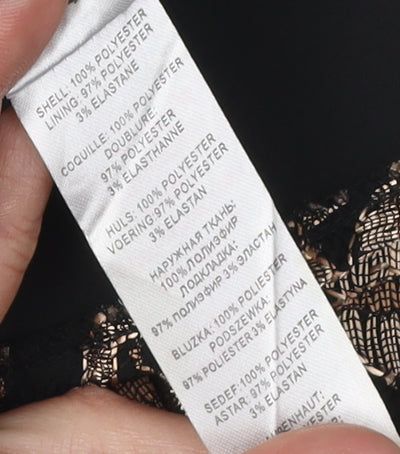 SHELL: 100% POLYESTER
LINING: 97% POLYESTER
3% ELASTANE
COQUILLE: 100% POLYESTER
DOUBLURE
97% POLYESTER
3% ELASTHANNE
HULS: 100% POLYESTER
VOERING: 97% POLYESTER
3% ELASTAN
НАРУЖНАЯ ТКАНЬ:
100% ПОЛИЭФИР
ПОДКЛАДКА:
97% ПОЛИЭФИР 3% ЭЛАСТАН
BLUZKA: 100% POLIESTER
PODSZEWKA:
97% POLIESTER 3% ELASTYNA
SEDEF: 100% POLYESTER
ASTAR: 97% POLYESTER
3% ELASTAN